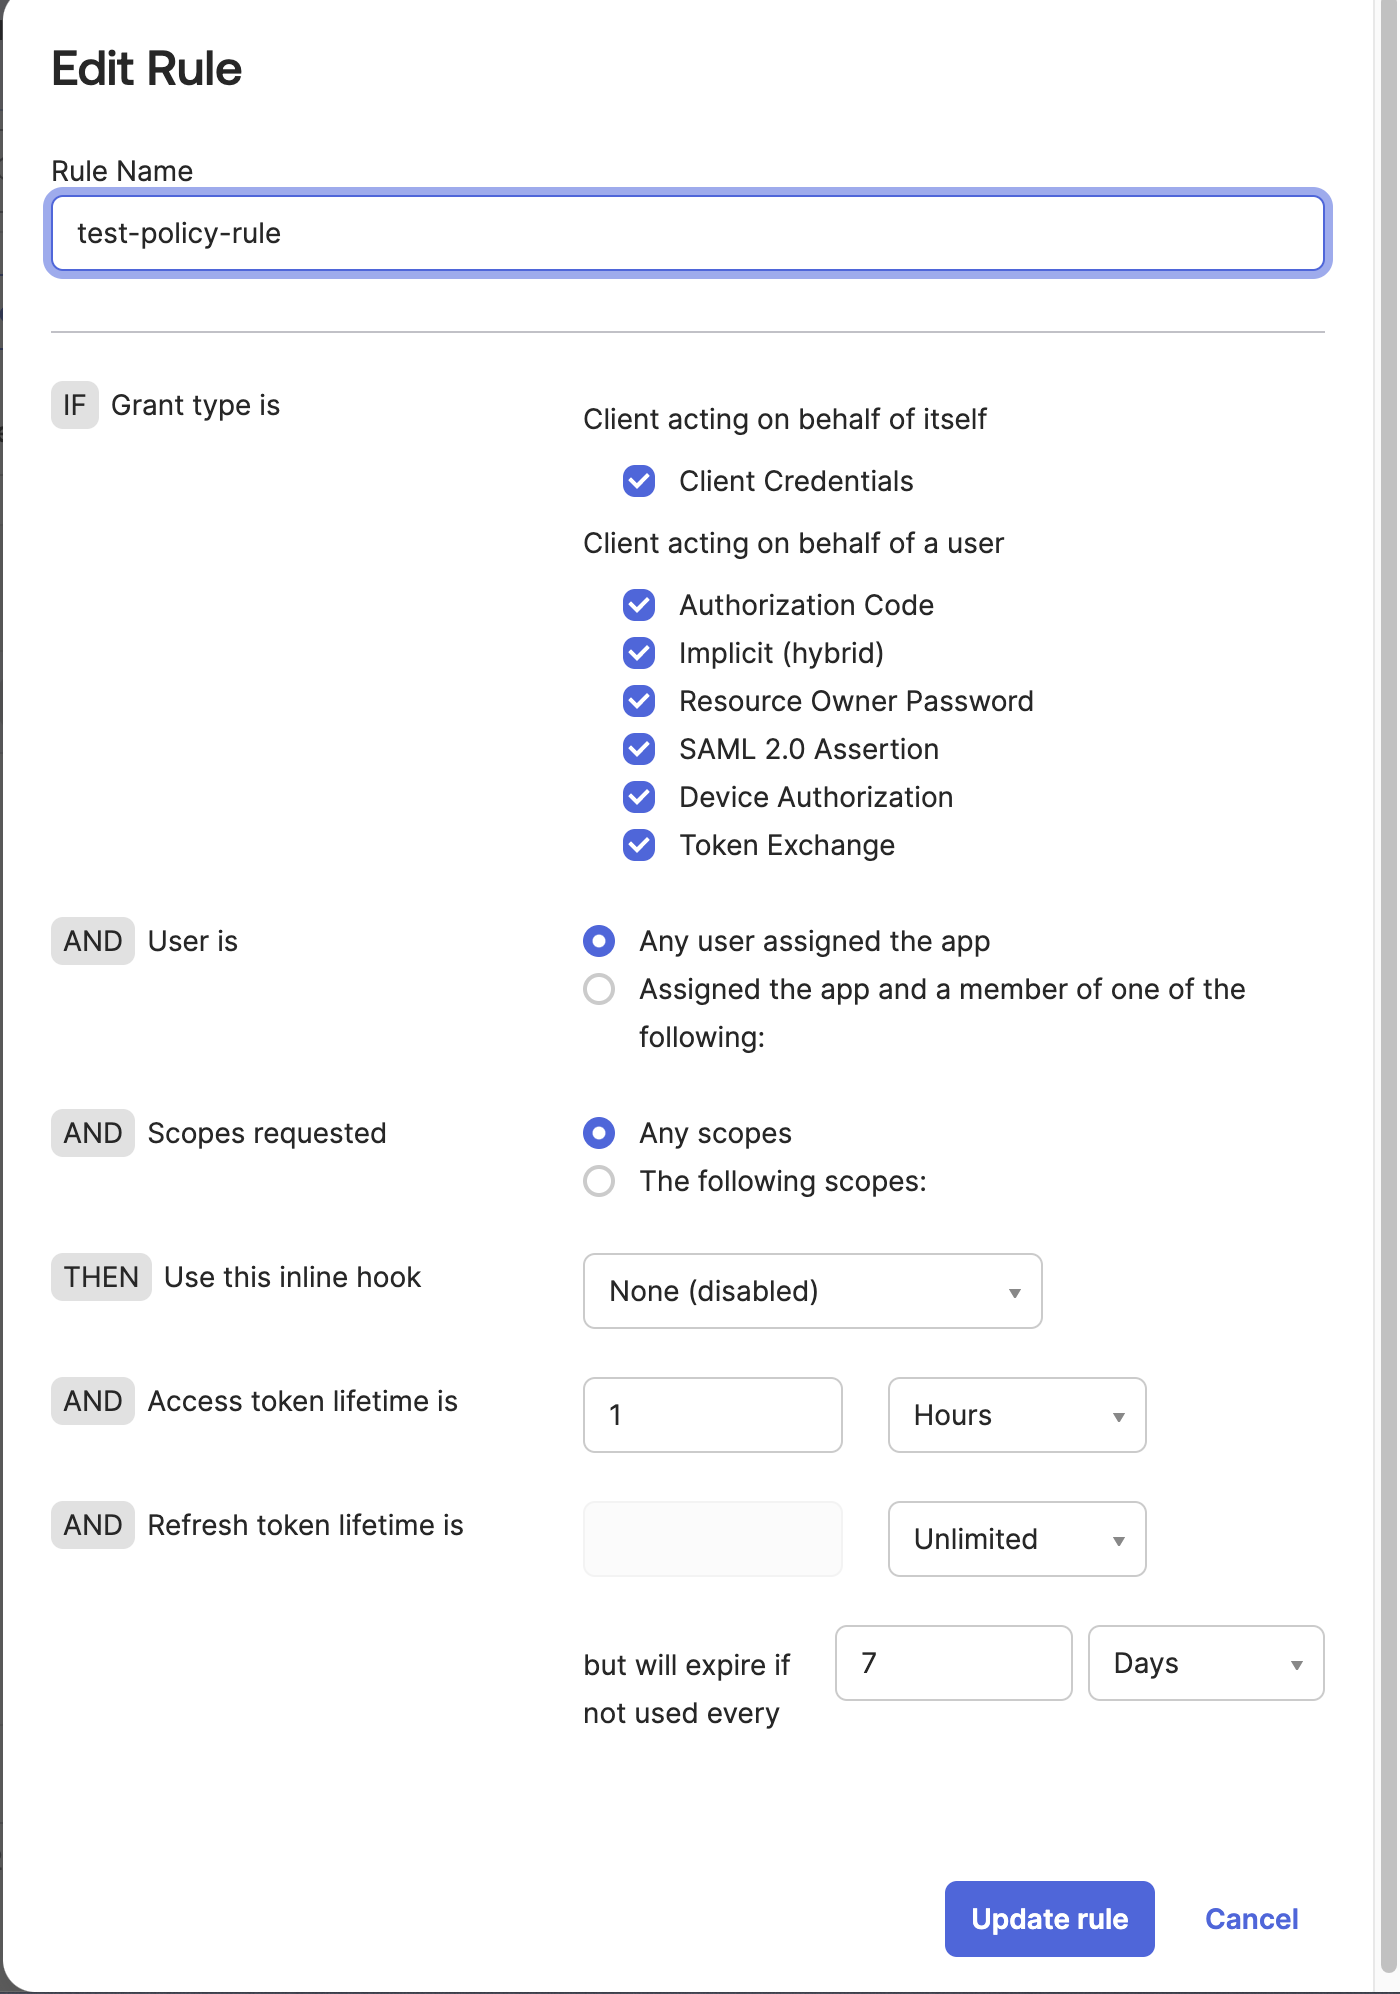 Edit Rule
Rule Name
test-policy-rule
IF Grant type is
Client acting on behalf of itself
Client Credentials
Client acting on behalf of a user
Authorization Code
Implicit (hybrid)
Resource Owner Password
SAML 2.0 Assertion
Device Authorization
Token Exchange
AND User is
Any user assigned the app
Assigned the app and a member of one of the
following:
AND Scopes requested
Any scopes
The following scopes:
THEN Use this inline hook
None (disabled)
AND Access token lifetime is
1 Hours
AND Refresh token lifetime is
Unlimited
but will expire if
not used every
7 Days
Update rule Cancel